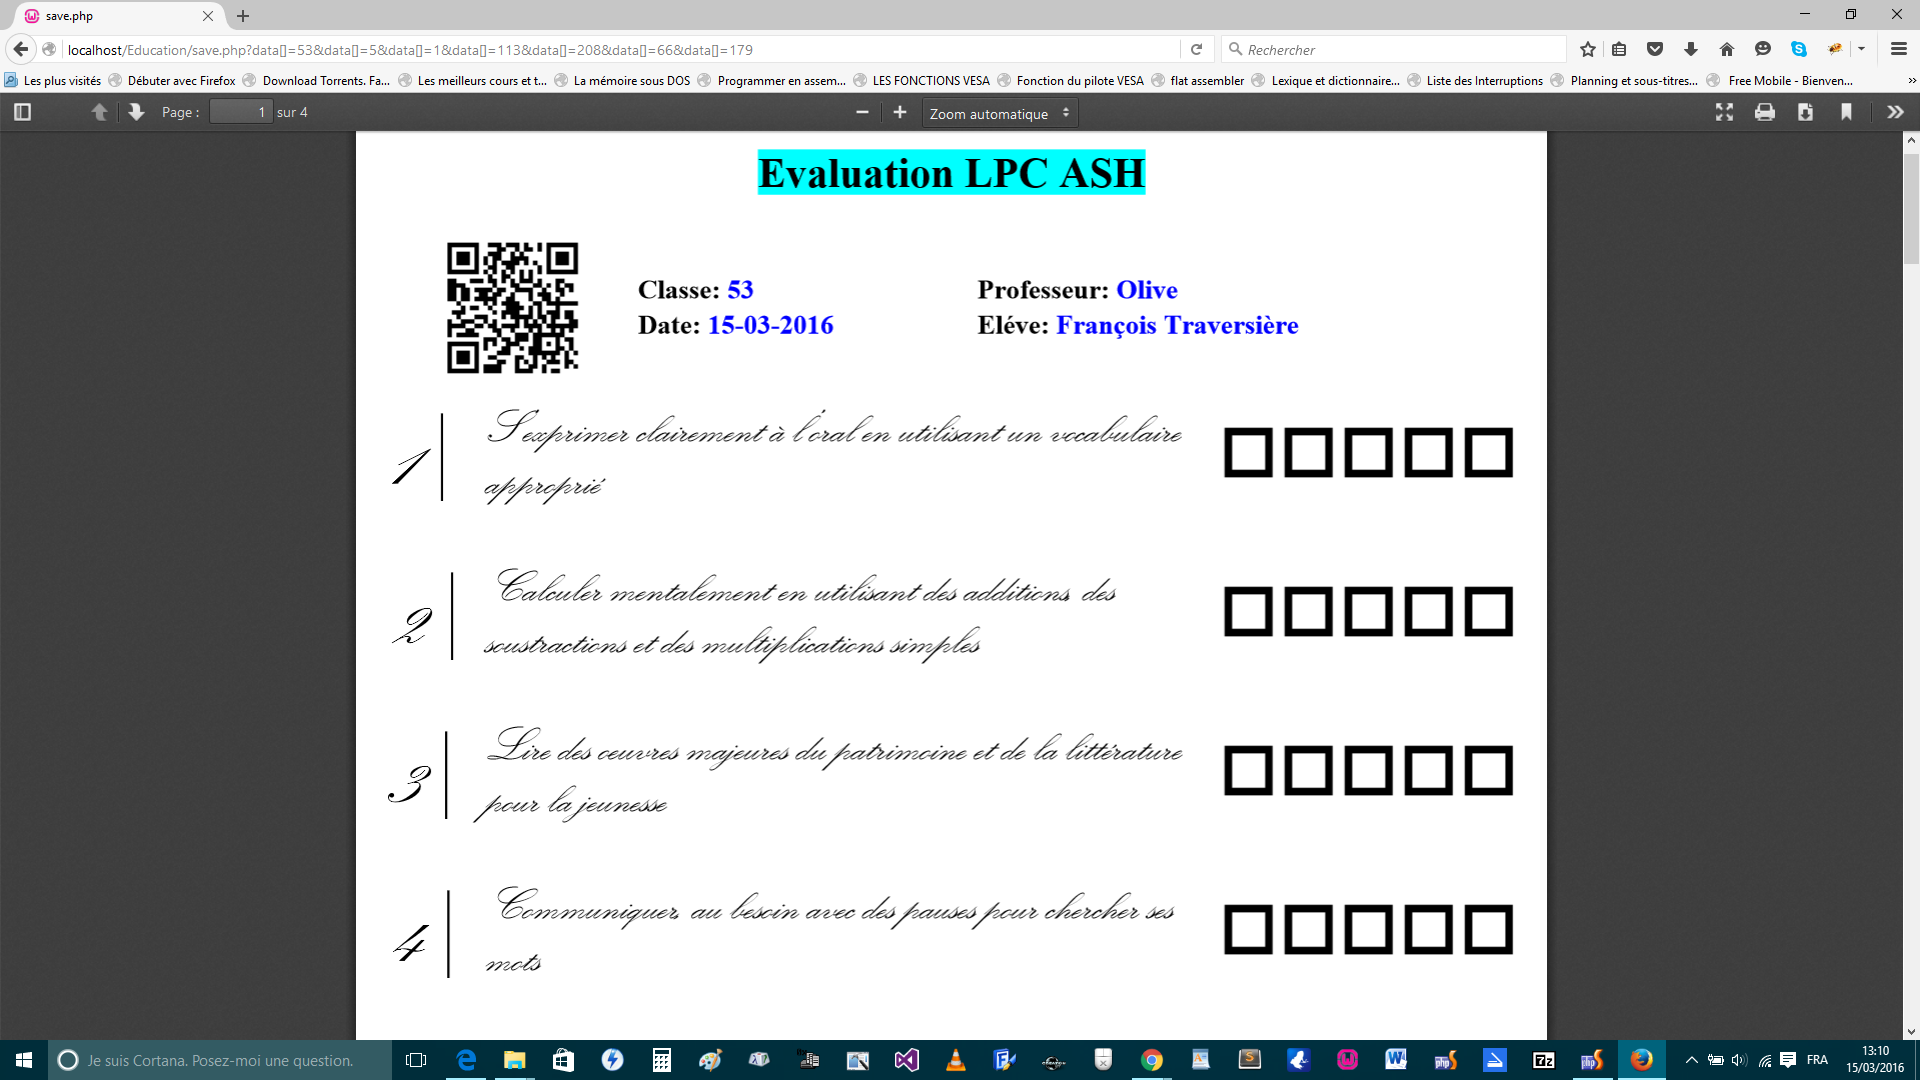 save.php
localhost/Education/save.php?data[]=53&data[]=5&data[]=1&data[]=113&data[]=208&data[]=66&data[]=179
Rechercher
Les plus visités Débuter avec Firefox Download Torrents. Fa... Les meilleurs cours et t... La mémoire sous DOS Programmer en assem... LES FONCTIONS VESA Fonction du pilote VESA flat assembler Lexique et dictionnaire... Liste des Interruptions Planning et sous-titres... Free Mobile - Bienven...
Page : 1 sur 4 Zoom automatique
Evaluation LPC ASH
Classe: 53 Professeur: Olive
Date: 15-03-2016 Eléve: François Traversière
1 S'exprimer clairement à l'oral en utilisant un vocabulaire
approprié
2 Calculer mentalement en utilisant des additions, des
soustractions et des multiplications simples
3 Lire des œuvres majeures du patrimoine et de la littérature
pour la jeunesse
4 Communiquer, au besoin avec des pauses pour chercher ses
mots
Je suis Cortana. Posez-moi une question.
FRA
13:10
15/03/2016